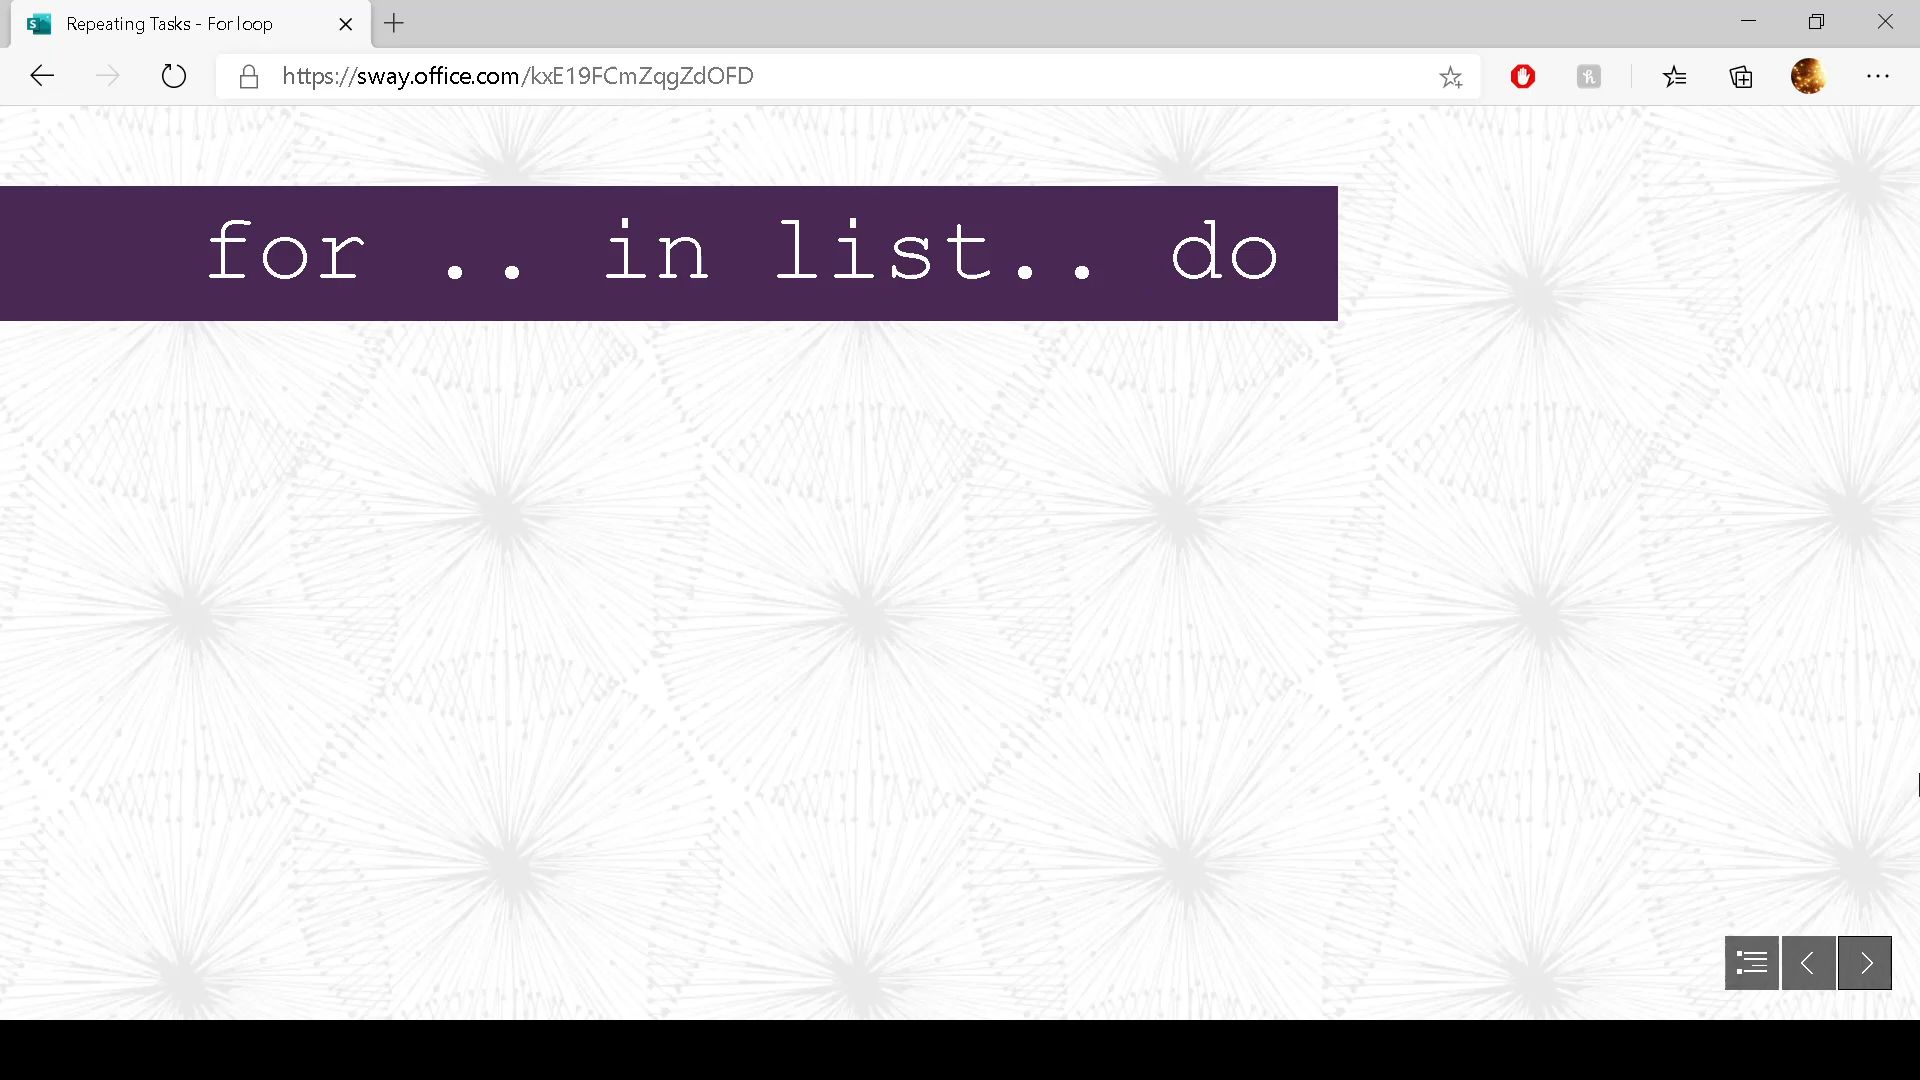 Repeating Tasks - For loop
https://sway.office.com/kxE19FCmZqgZdOFD
for .. in list.. do